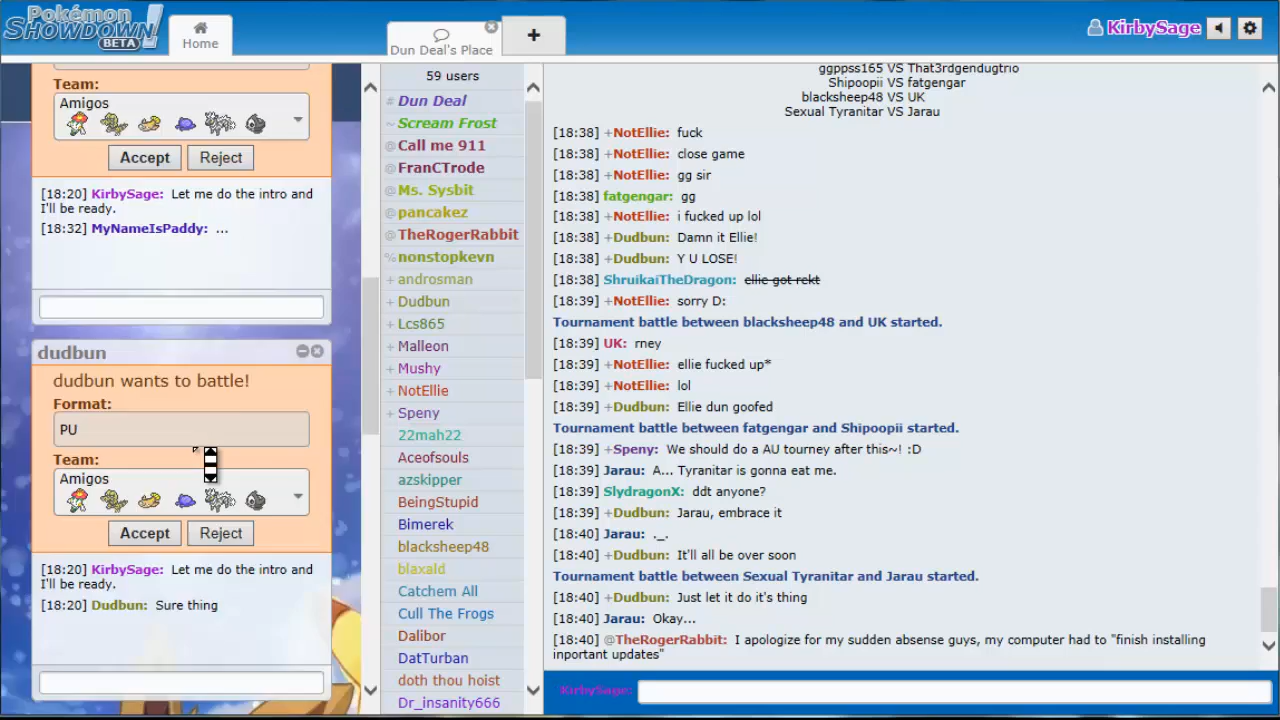 Pokémon
SHOWDOWN!
BETA
Home
Dun Deal's Place
+
KirbySage
Team:
Amigos
Accept
Reject
[18:20] KirbySage: Let me do the intro and
I'll be ready.
[18:32] MyNameIsPaddy: ...
dudbun
dudbun wants to battle!
Format:
PU
Team:
Amigos
Accept
Reject
[18:20] KirbySage: Let me do the intro and
I'll be ready.
[18:20] Dudbun: Sure thing
59 users
# Dun Deal
~ Scream Frost
@ Call me 911
@ FranCTrode
@ Ms. Sysbit
@ pancakez
@ TheRogerRabbit
% nonstopkevn
+ androsman
+ Dudbun
+ Lcs865
+ Malleon
+ Mushy
+ NotEllie
+ Speny
22mah22
Aceofsouls
azskipper
BeingStupid
Bimerek
blacksheep48
blaxald
Catchem All
Cull The Frogs
Dalibor
DatTurban
doth thou hoist
Dr_insanity666
ggppss165 VS That3rdgendugtrio
Shipoopii VS fatgengar
blacksheep48 VS UK
Sexual Tyranitar VS Jarau
[18:38] +NotEllie: fuck
[18:38] +NotEllie: close game
[18:38] +NotEllie: gg sir
[18:38] fatgengar: gg
[18:38] +NotEllie: i fucked up lol
[18:38] +Dudbun: Damn it Ellie!
[18:38] +Dudbun: Y U LOSE!
[18:38] ShruikaiTheDragon: ellie got rekt
[18:39] +NotEllie: sorry D:
Tournament battle between blacksheep48 and UK started.
[18:39] UK: rney
[18:39] +NotEllie: ellie fucked up*
[18:39] +NotEllie: lol
[18:39] +Dudbun: Ellie dun goofed
Tournament battle between fatgengar and Shipoopii started.
[18:39] +Speny: We should do a AU tourney after this~! :D
[18:39] Jarau: A... Tyranitar is gonna eat me.
[18:39] SlydragonX: ddt anyone?
[18:39] +Dudbun: Jarau, embrace it
[18:40] Jarau: ._.
[18:40] +Dudbun: It'll all be over soon
Tournament battle between Sexual Tyranitar and Jarau started.
[18:40] +Dudbun: Just let it do it's thing
[18:40] Jarau: Okay...
[18:40] @TheRogerRabbit: I apologize for my sudden absense guys, my computer had to "finish installing
inportant updates"
KirbySage: